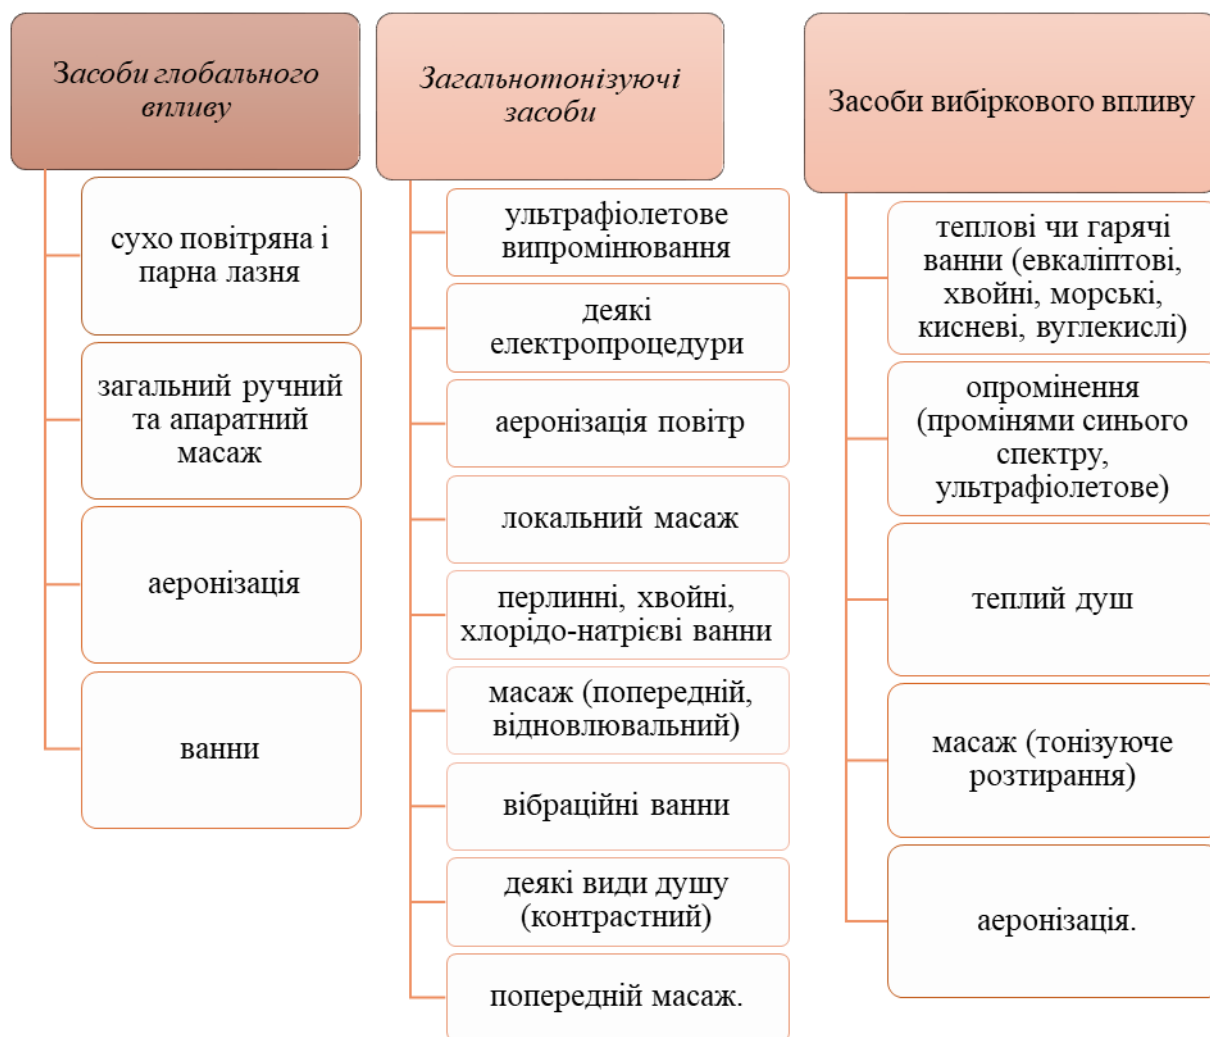 Засоби глобального
впливу
сухо повітряна і
парна лазня
загальний ручний
та апаратний
масаж
аеронізація
ванни
Загальнотонізуючі
засоби
ультрафіолетове
випромінювання
деякі
електропроцедури
аеронізація повітр
локальний масаж
перлинні, хвойні,
хлорідо-натрієві ванни
масаж (попередній,
відновлювальний)
вібраційні ванни
деякі види душу
(контрастний)
попередній масаж.
Засоби вибіркового впливу
теплові чи гарячі
ванни (евкаліптові,
хвойні, морські,
кисневі, вуглекислі)
опромінення
(промінями синього
спектру,
ультрафіолетове)
теплий душ
масаж (тонізуюче
розтирання)
аеронізація.